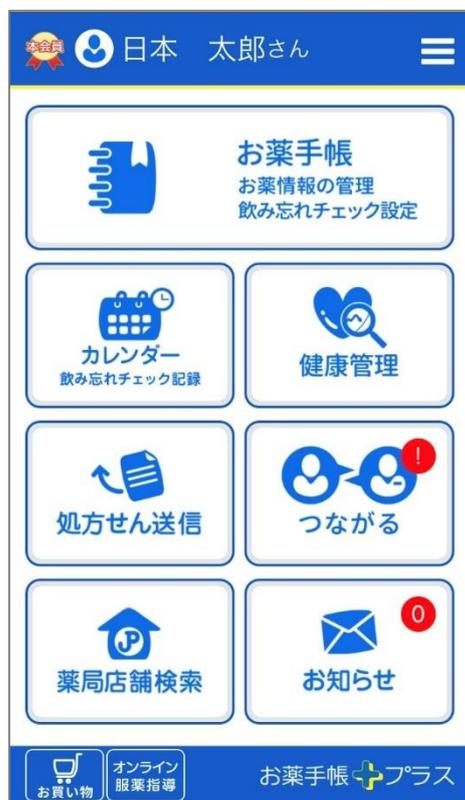 本会員
日本　太郎さん
お薬手帳
お薬情報の管理
飲み忘れチェック設定
カレンダー
飲み忘れチェック記録
健康管理
処方せん送信
!
つながる
JP
薬局店舗検索
0
お知らせ
お買い物
オンライン
服薬指導
お薬手帳プラス